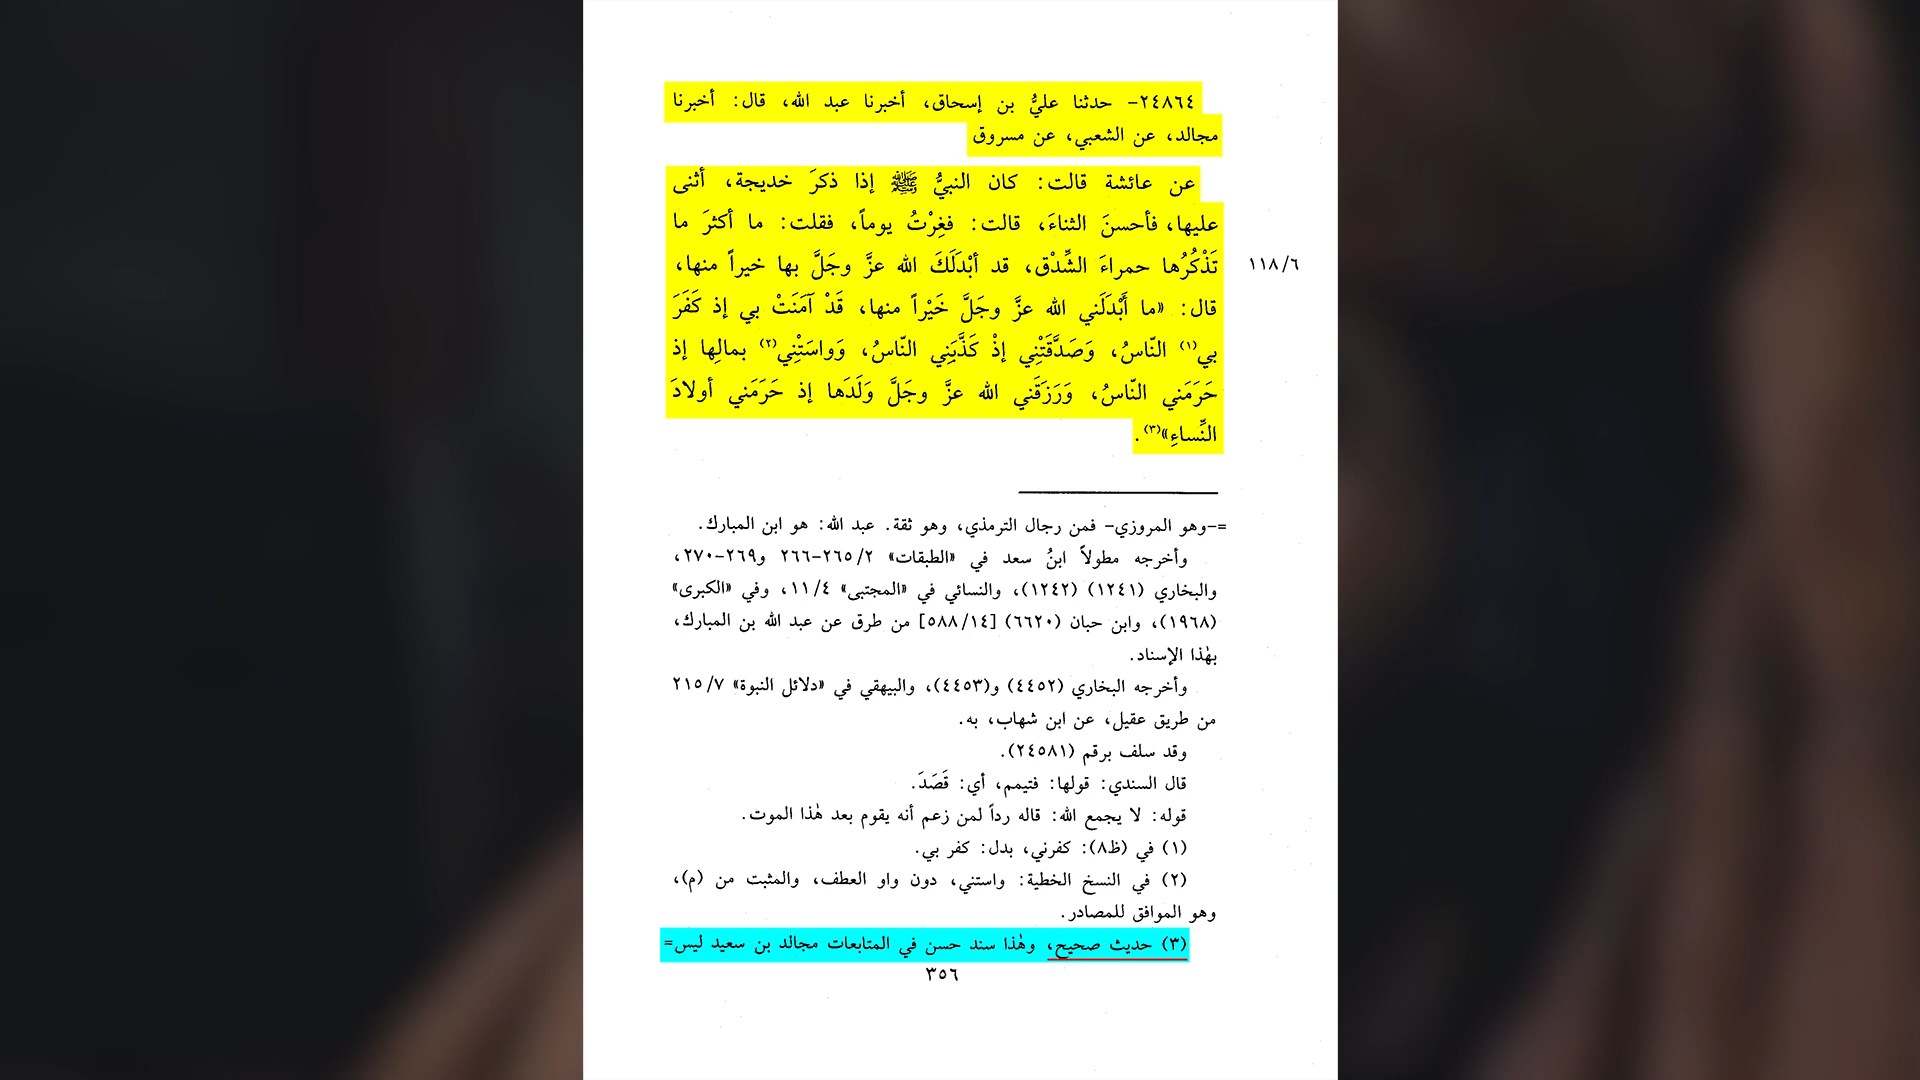 ٢٤٨٦٤- حدثنا عليُّ بن إسحاق، أخبرنا عبد الله، قال: أخبرنا
مجالد، عن الشعبي، عن مسروق
عن عائشة قالت: كان النبيُّ ﷺ إذا ذكرَ خديجة، أثنى
عليها، فأحسنَ الثناءَ، قالت: فغِرْتُ يوماً، فقلت: ما أكثرَ ما
تَذْكُرُها حمراءَ الشِّدْق، قد أبْدَلَكَ الله عزَّ وجَلَّ بها خيراً منها،
١١٨/٦
قال: «ما أَبْدَلَني الله عزَّ وجَلَّ خَيْراً منها، قَدْ آمَنَتْ بي إذ كَفَرَ
بي(١) النّاسُ، وَصَدَّقَتْنِي إذْ كَذَّبَنِي النّاسُ، وَواسَتْنِي(٢) بمالِها إذ
حَرَمَني النّاسُ، وَرَزَقَني الله عزَّ وجَلَّ وَلَدَها إذ حَرَمَني أولادَ
النِّساءِ»(٣).
=-وهو المروزي- فمن رجال الترمذي، وهو ثقة. عبد الله: هو ابن المبارك.
وأخرجه مطولاً ابنُ سعد في «الطبقات» ٢/ ٢٦٥-٢٦٦ و٢٦٩-٢٧٠،
والبخاري (١٢٤١) (١٢٤٢)، والنسائي في «المجتبى» ٤/ ١١، وفي «الكبرى»
(١٩٦٨)، وابن حبان (٦٦٢٠) [١٤/ ٥٨٨] من طرق عن عبد الله بن المبارك،
بهٰذا الإسناد.
وأخرجه البخاري (٤٤٥٢) و(٤٤٥٣)، والبيهقي في «دلائل النبوة» ٧/ ٢١٥
من طريق عقيل، عن ابن شهاب، به.
وقد سلف برقم (٢٤٥٨١).
قال السندي: قولها: فتيمم، أي: قَصَدَ.
قوله: لا يجمع الله: قاله رداً لمن زعم أنه يقوم بعد هٰذا الموت.
(١) في (ظ٨): كفرني، بدل: كفر بي.
(٢) في النسخ الخطية: واستني، دون واو العطف، والمثبت من (م)،
وهو الموافق للمصادر.
(٣) حديث صحيح، وهٰذا سند حسن في المتابعات مجالد بن سعيد ليس=
٣٥٦